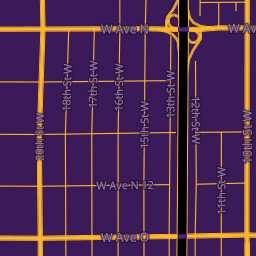 W Ave N
W Av
18th St W
17th St W
16th St W
13th St W
15th St W
12th St W
20th St W
10th St W
11th St W
W Ave N 12
W Ave O